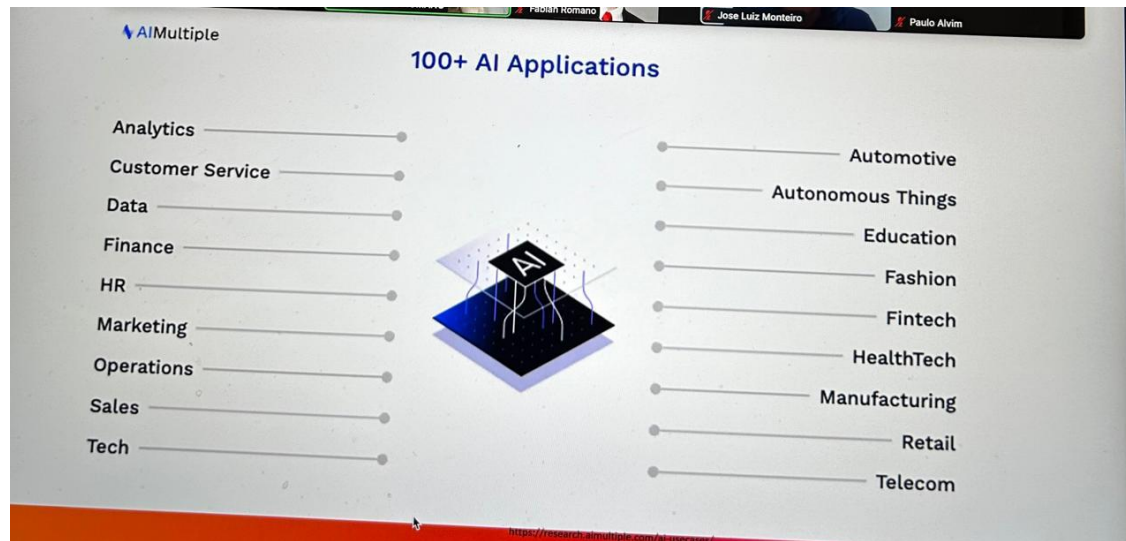 Fabian Romano
Jose Luiz Monteiro
Paulo Alvim
AIMultiple
100+ AI Applications
Analytics
Customer Service
Data
Finance
HR
Marketing
Operations
Sales
Tech
AI
Automotive
Autonomous Things
Education
Fashion
Fintech
HealthTech
Manufacturing
Retail
Telecom